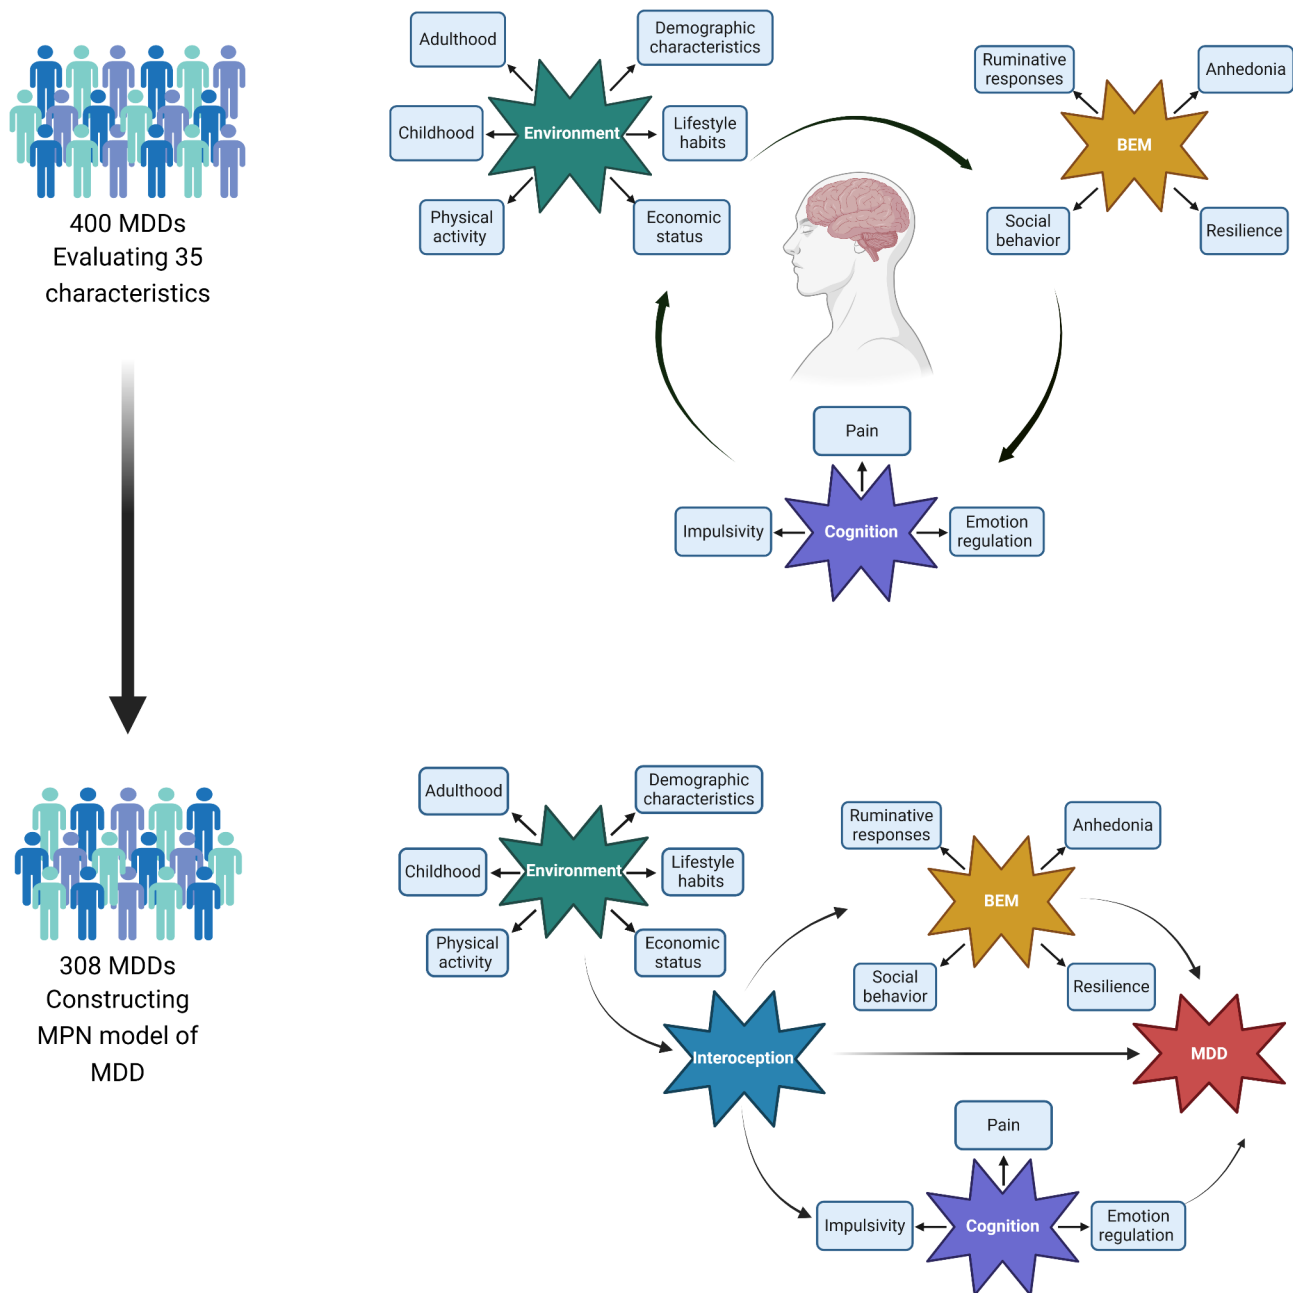 400 MDDs
Evaluating 35
characteristics
Adulthood
Demographic
characteristics
Childhood
Environment
Lifestyle
habits
Physical
activity
Economic
status
Ruminative
responses
Anhedonia
BEM
Social
behavior
Resilience
Pain
Impulsivity
Cognition
Emotion
regulation
308 MDDs
Constructing
MPN model of
MDD
Adulthood
Demographic
characteristics
Childhood
Environment
Lifestyle
habits
Physical
activity
Economic
status
Ruminative
responses
Anhedonia
BEM
Social
behavior
Resilience
Interoception
MDD
Pain
Impulsivity
Cognition
Emotion
regulation